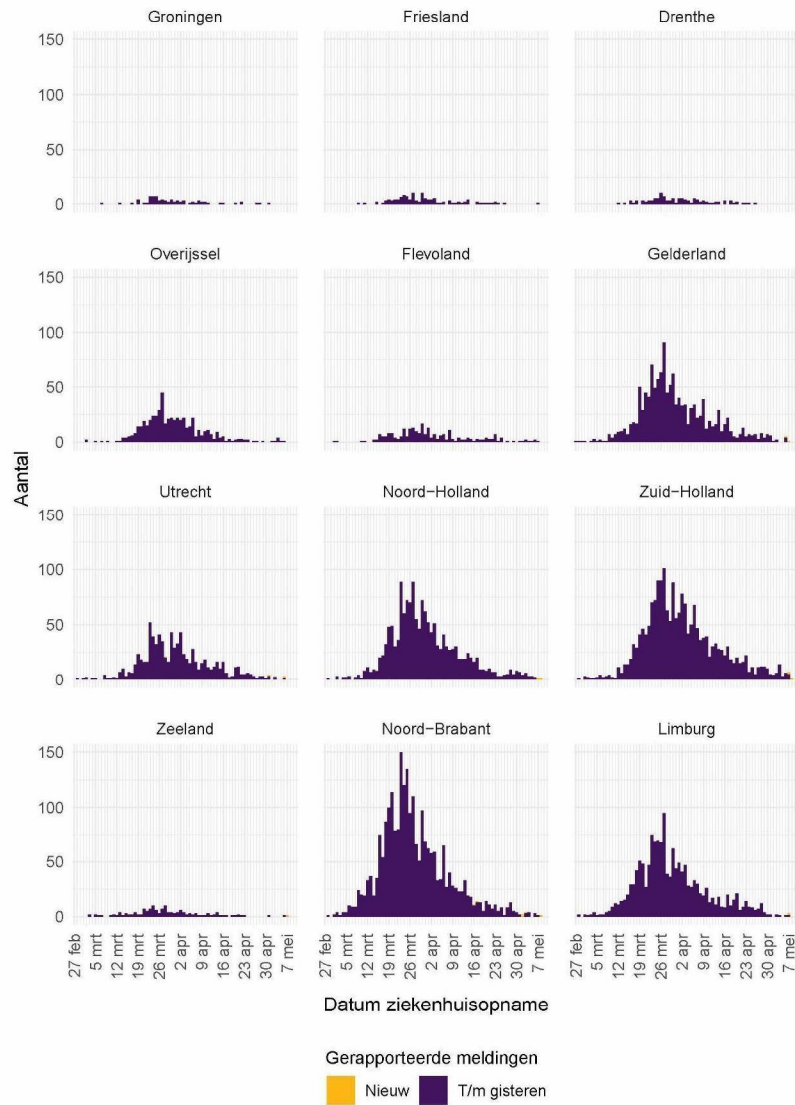 Groningen Friesland Drenthe
150
100
50
0
Overijssel Flevoland Gelderland
150
100
50
0
Aantal
Utrecht Noord−Holland Zuid−Holland
150
100
50
0
Zeeland Noord−Brabant Limburg
150
100
50
0
27 feb 5 mrt 12 mrt 19 mrt 26 mrt 2 apr 9 apr 16 apr 23 apr 30 apr 7 mei 27 feb 5 mrt 12 mrt 19 mrt 26 mrt 2 apr 9 apr 16 apr 23 apr 30 apr 7 mei 27 feb 5 mrt 12 mrt 19 mrt 26 mrt 2 apr 9 apr 16 apr 23 apr 30 apr 7 mei
Datum ziekenhuisopname
Gerapporteerde meldingen
Nieuw T/m gisteren